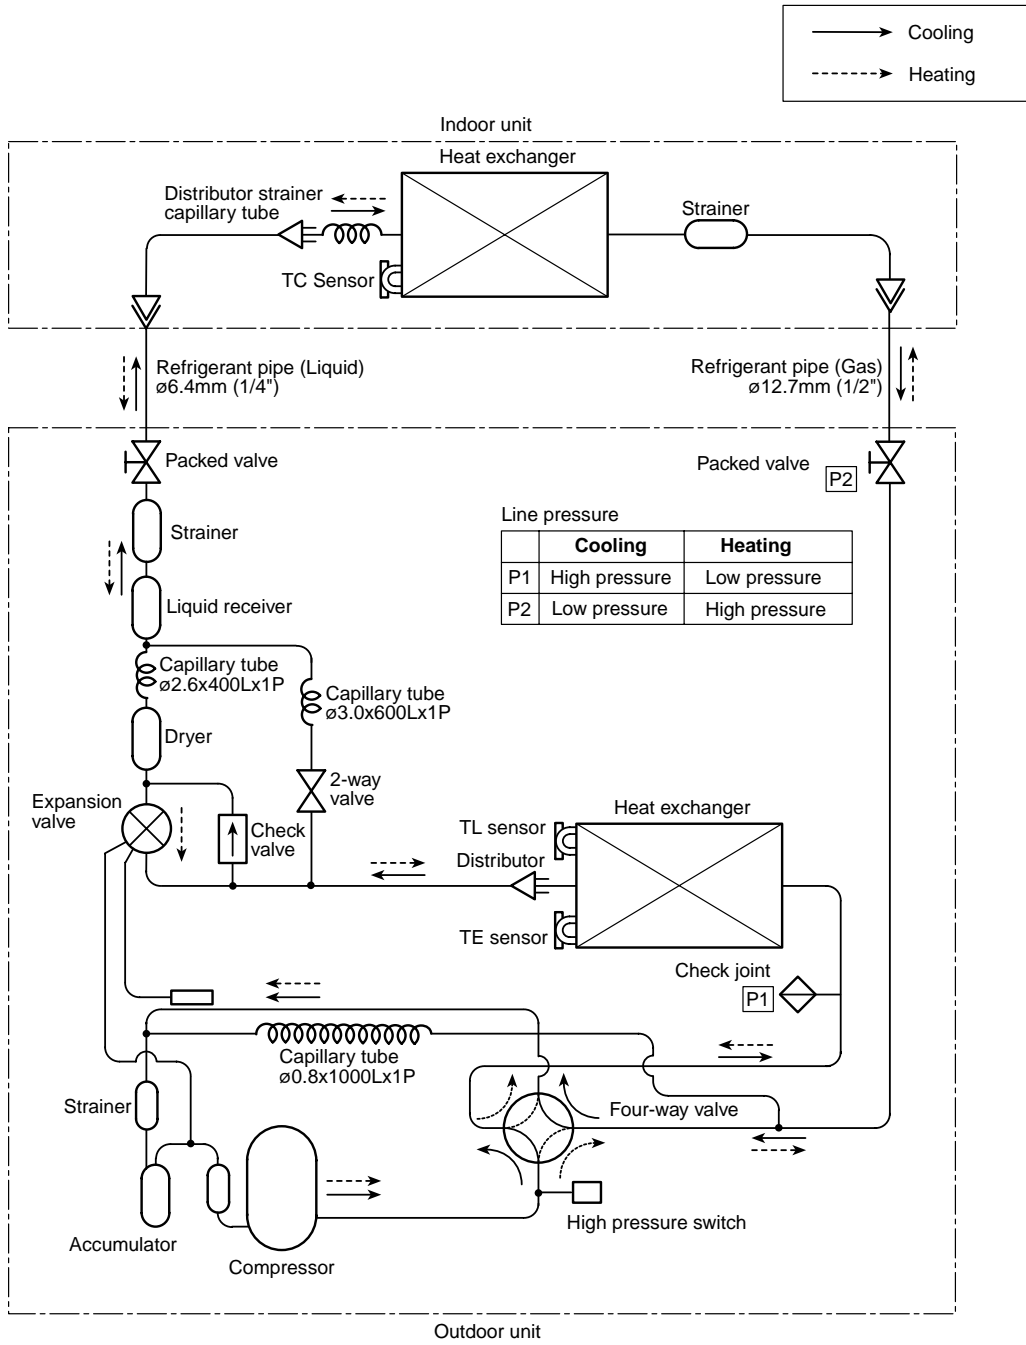 Cooling
Heating
Indoor unit
Heat exchanger
Distributor strainer
capillary tube
Strainer
TC Sensor
Refrigerant pipe (Liquid)
ø6.4mm (1/4")
Refrigerant pipe (Gas)
ø12.7mm (1/2")
Packed valve
Packed valve
P2
Strainer
Line pressure
Cooling Heating
P1 High pressure Low pressure
P2 Low pressure High pressure
Liquid receiver
Capillary tube
ø2.6x400Lx1P
Capillary tube
ø3.0x600Lx1P
Dryer
2-way
valve
Expansion
valve
Check
valve
Heat exchanger
TL sensor
Distributor
TE sensor
Check joint
P1
Capillary tube
ø0.8x1000Lx1P
Strainer
Four-way valve
High pressure switch
Accumulator
Compressor
Outdoor unit